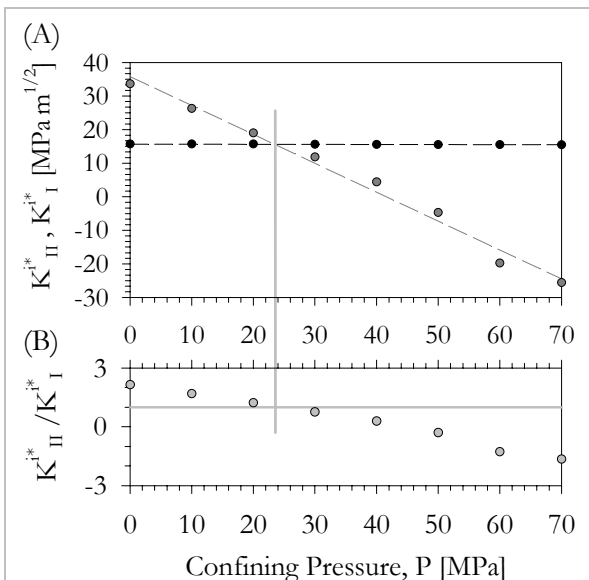 (A)
K^{i*}_{II}, K^{i*}_{I} [MPa m^{1/2}]
40
30
20
10
0
-10
-20
-30
0 10 20 30 40 50 60 70
(B)
K^{i*}_{II}/K^{i*}_{I}
3
0
-3
0 10 20 30 40 50 60 70
Confining Pressure, P [MPa]